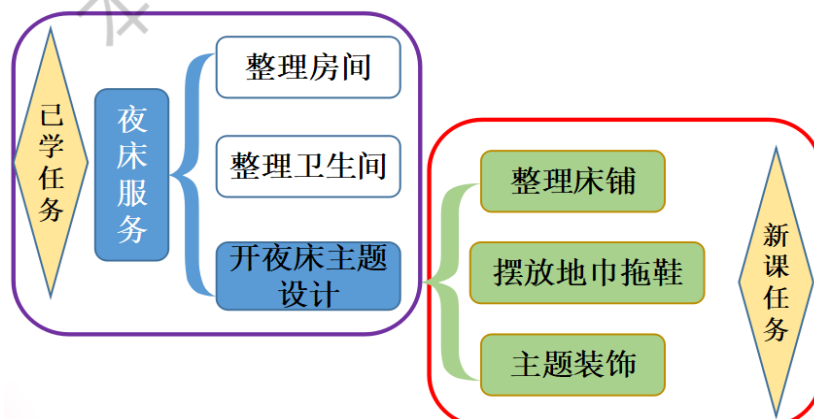 本
已学任务
夜床服务
整理房间
整理卫生间
开夜床主题
设计
整理床铺
摆放地巾拖鞋
主题装饰
新课任务